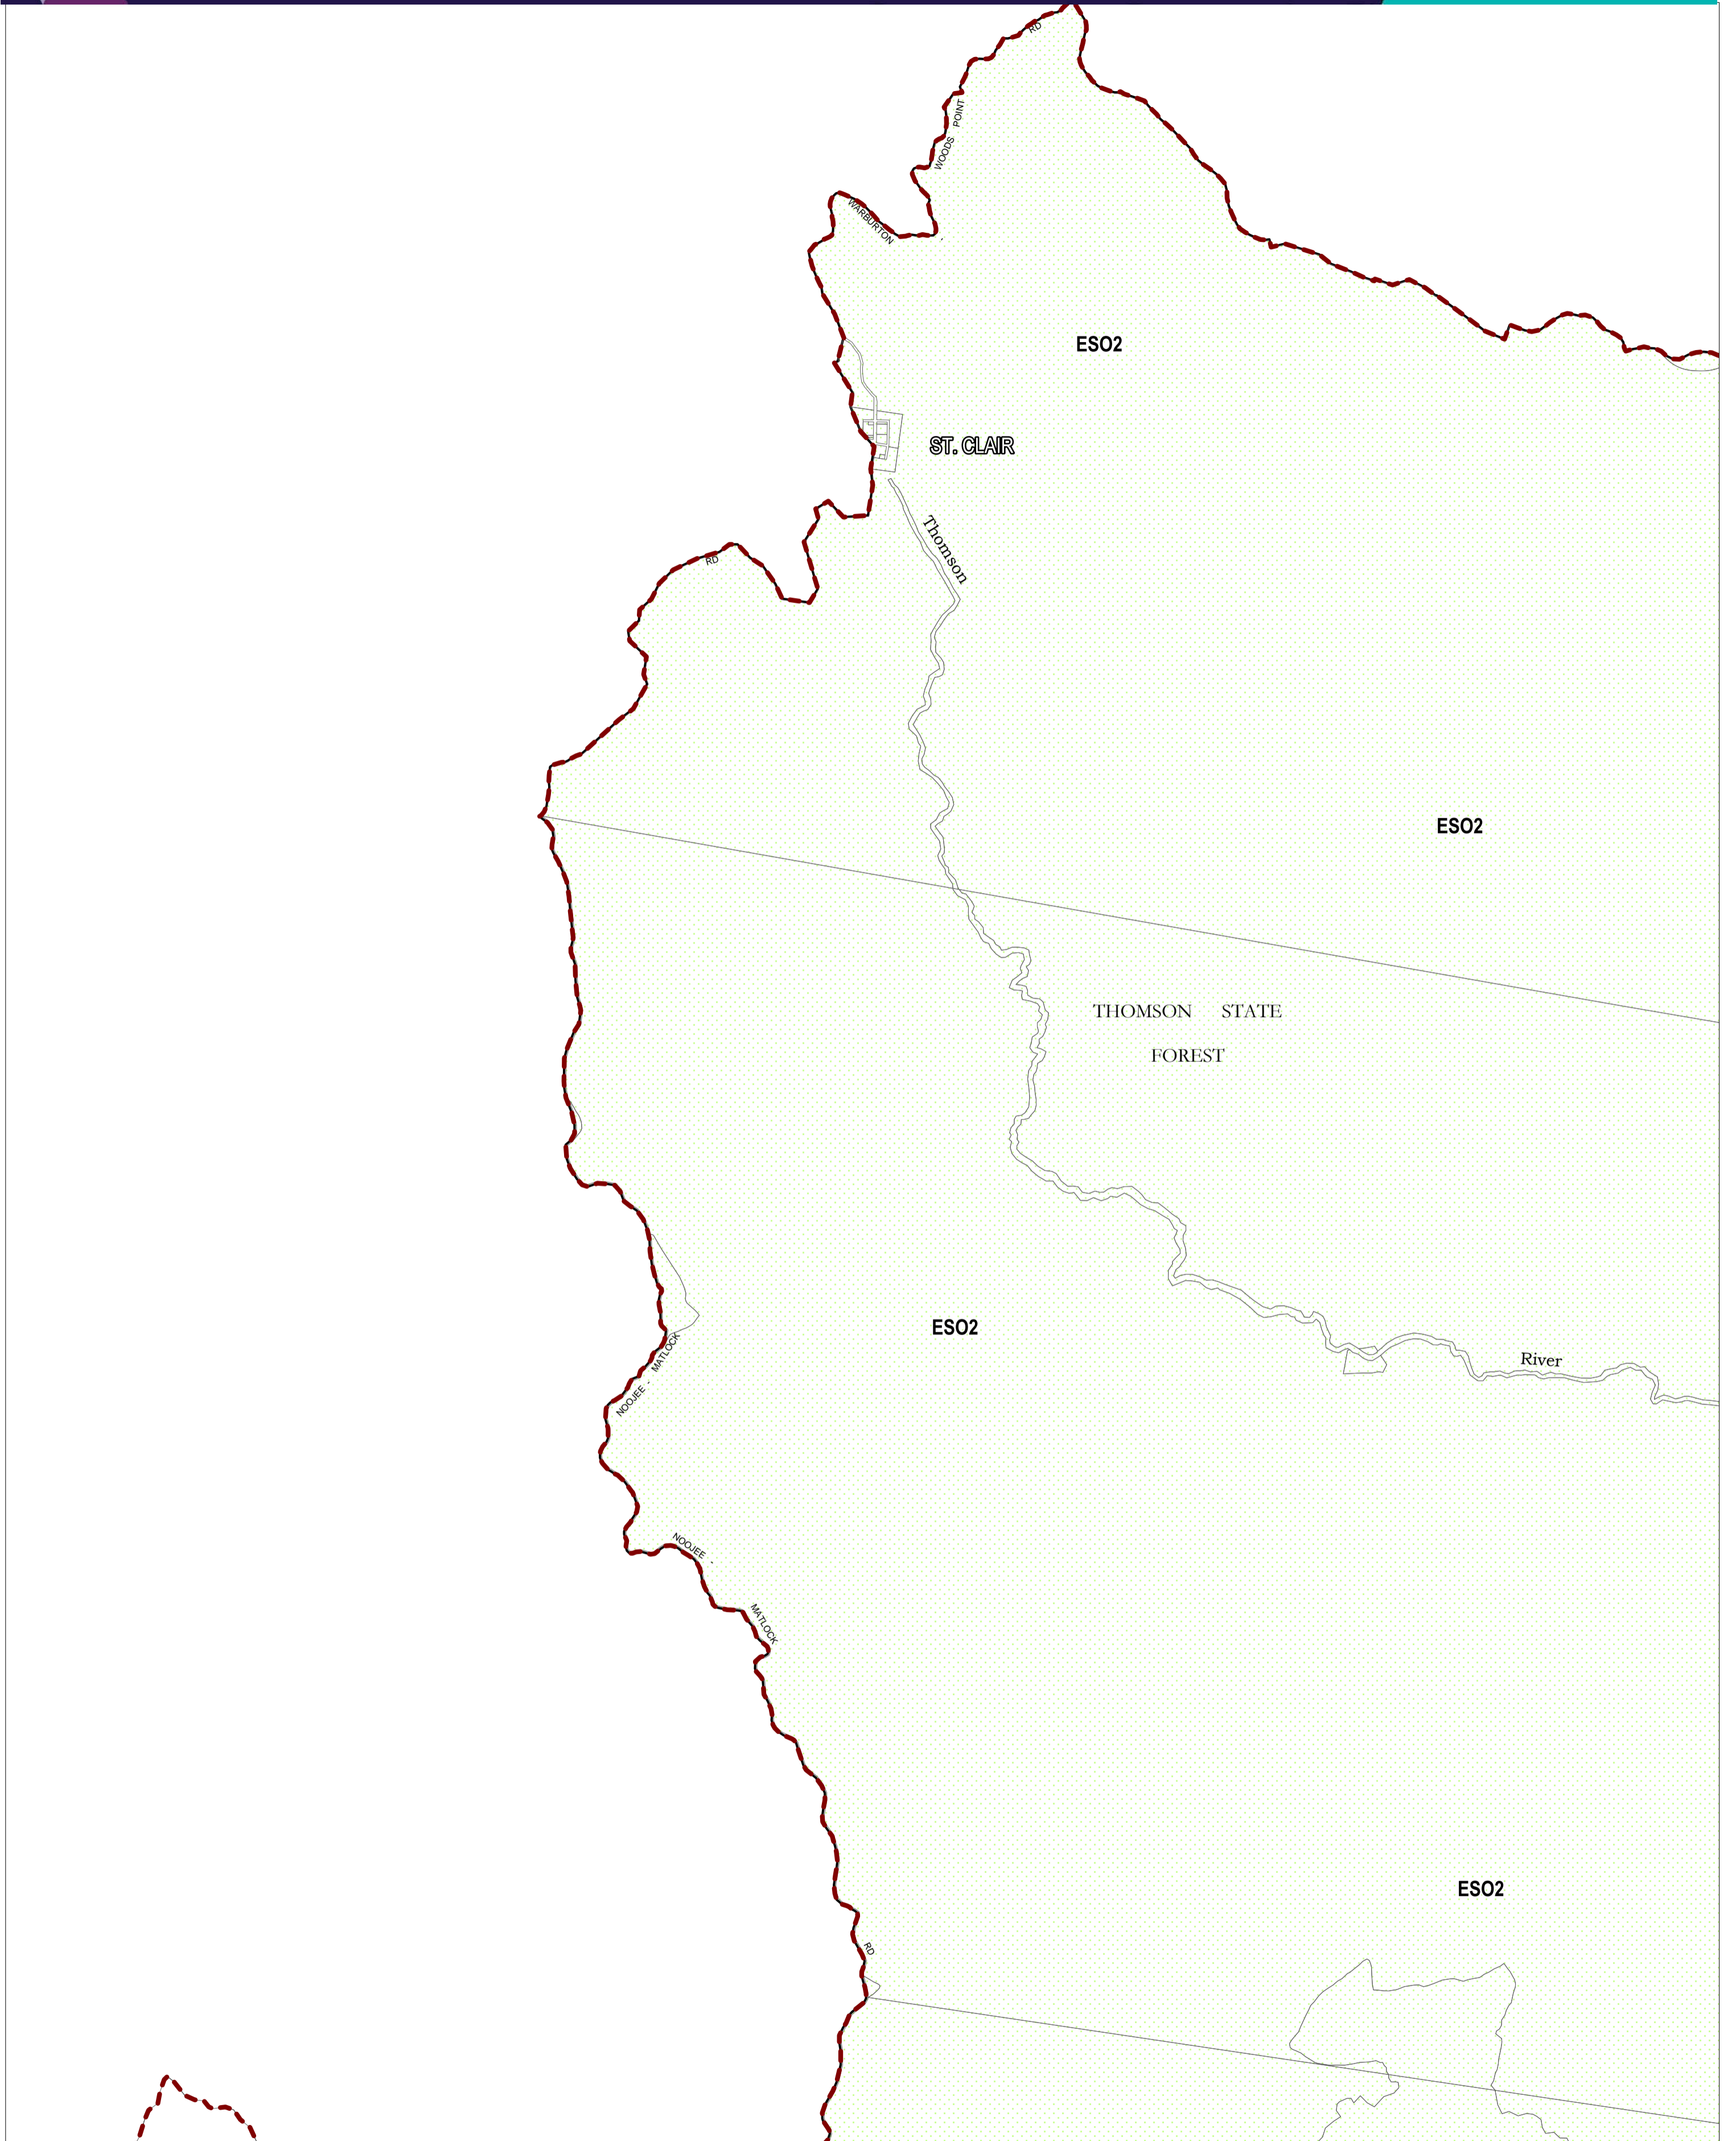 RD
WOODS POINT
WARBURTON -
ESO2
ST. CLAIR
Thomson
RD
ESO2
THOMSON STATE
FOREST
ESO2
River
NOOJEE - MATLOCK
NOOJEE -
MATLOCK
ESO2
RD